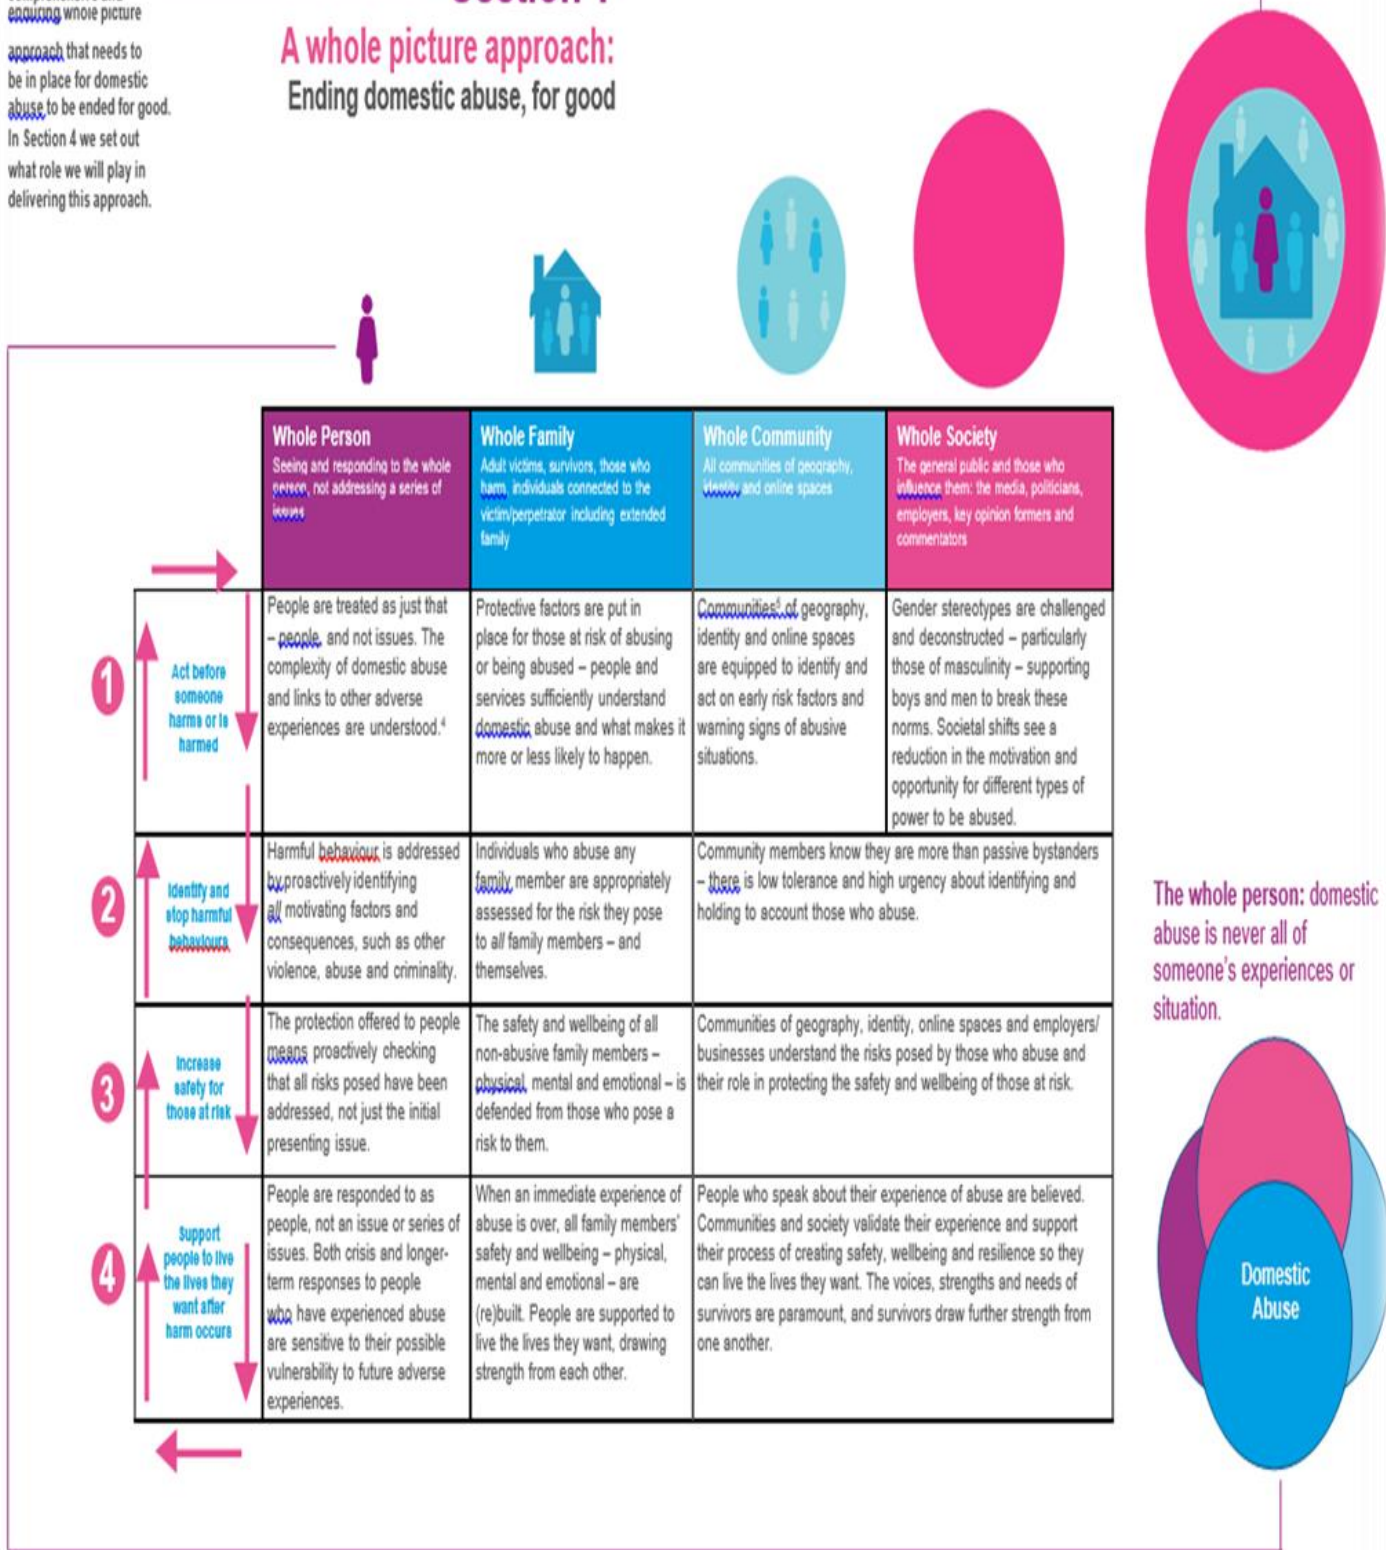 enduring whole picture
approach that needs to
be in place for domestic
abuse to be ended for good.
In Section 4 we set out
what role we will play in
delivering this approach.
A whole picture approach:
Ending domestic abuse, for good
Whole Person
Seeing and responding to the whole
person, not addressing a series of
issues
Whole Family
Adult victims, survivors, those who
harm, individuals connected to the
victim/perpetrator including extended
family
Whole Community
All communities of geography,
identity and online spaces
Whole Society
The general public and those who
influence them: the media, politicians,
employers, key opinion formers and
commentators
1
Act before
someone
harms or is
harmed
People are treated as just that
– people, and not issues. The
complexity of domestic abuse
and links to other adverse
experiences are understood.4
Protective factors are put in
place for those at risk of abusing
or being abused – people and
services sufficiently understand
domestic abuse and what makes it
more or less likely to happen.
Communities5 of geography,
identity and online spaces
are equipped to identify and
act on early risk factors and
warning signs of abusive
situations.
Gender stereotypes are challenged
and deconstructed – particularly
those of masculinity – supporting
boys and men to break these
norms. Societal shifts see a
reduction in the motivation and
opportunity for different types of
power to be abused.
2
Identify and
stop harmful
behaviours
Harmful behaviour is addressed
by proactively identifying
all motivating factors and
consequences, such as other
violence, abuse and criminality.
Individuals who abuse any
family member are appropriately
assessed for the risk they pose
to all family members – and
themselves.
Community members know they are more than passive bystanders
– there is low tolerance and high urgency about identifying and
holding to account those who abuse.
3
Increase
safety for
those at risk
The protection offered to people
means proactively checking
that all risks posed have been
addressed, not just the initial
presenting issue.
The safety and wellbeing of all
non-abusive family members –
physical, mental and emotional – is
defended from those who pose a
risk to them.
Communities of geography, identity, online spaces and employers/
businesses understand the risks posed by those who abuse and
their role in protecting the safety and wellbeing of those at risk.
4
Support
people to live
the lives they
want after
harm occurs
People are responded to as
people, not an issue or series of
issues. Both crisis and longer-
term responses to people
who have experienced abuse
are sensitive to their possible
vulnerability to future adverse
experiences.
When an immediate experience of
abuse is over, all family members'
safety and wellbeing – physical,
mental and emotional – are
(re)built. People are supported to
live the lives they want, drawing
strength from each other.
People who speak about their experience of abuse are believed.
Communities and society validate their experience and support
their process of creating safety, wellbeing and resilience so they
can live the lives they want. The voices, strengths and needs of
survivors are paramount, and survivors draw further strength from
one another.
The whole person: domestic
abuse is never all of
someone's experiences or
situation.
Domestic
Abuse